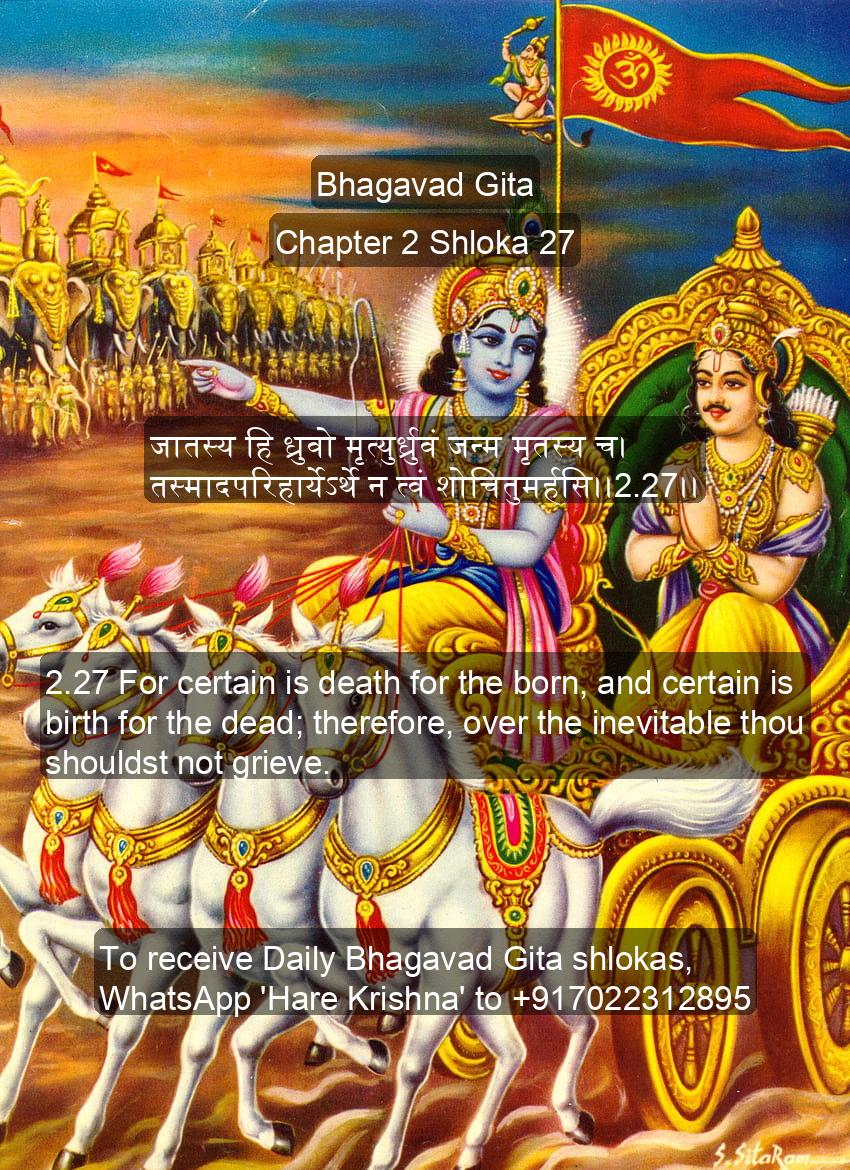 ॐ
Bhagavad Gita
Chapter 2 Shloka 27
जातस्य हि ध्रुवो मृत्युर्ध्रुवं जन्म मृतस्य च।
तस्मादपरिहार्येऽर्थे न त्वं शोचितुमर्हसि।।2.27।।
2.27 For certain is death for the born, and certain is
birth for the dead; therefore, over the inevitable thou
shouldst not grieve.
To receive Daily Bhagavad Gita shlokas,
WhatsApp 'Hare Krishna' to +917022312895
S. SitaRam